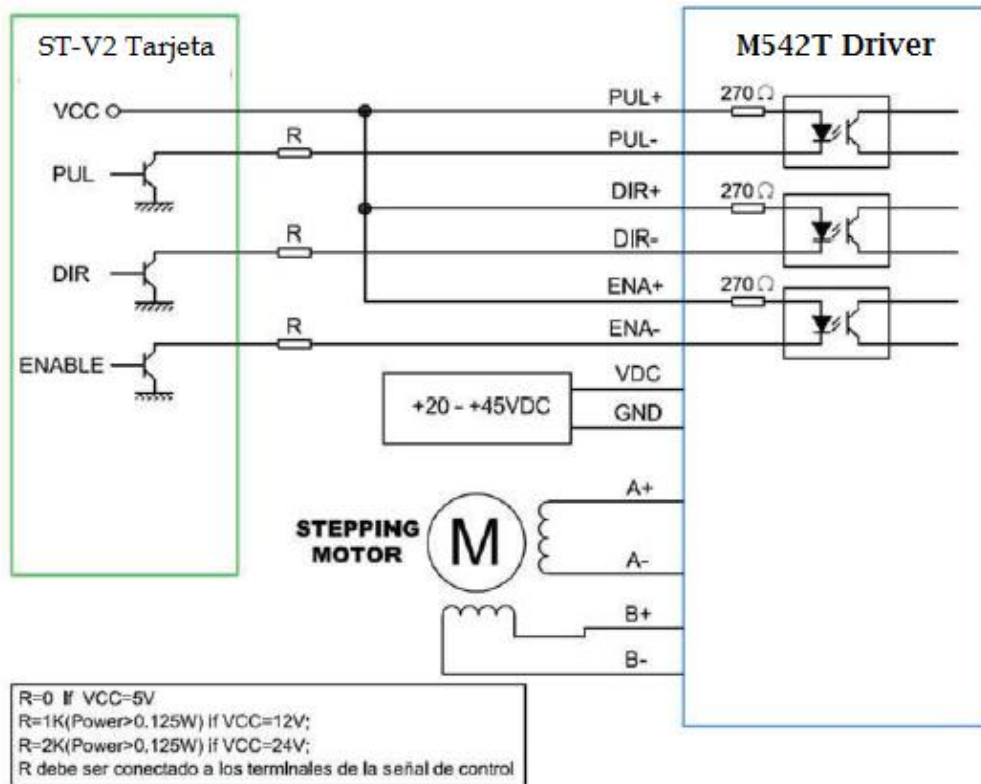 ST-V2 Tarjeta
M542T Driver
VCC
PUL+
270Ω
R
PUL-
PUL
DIR+
270Ω
R
DIR-
DIR
ENA+
270Ω
R
ENA-
ENABLE
VDC
+20 - +45VDC
GND
A+
STEPPING
MOTOR
M
A-
B+
B-
R=0 If VCC=5V
R=1K(Power>0.125W) if VCC=12V;
R=2K(Power>0.125W) if VCC=24V;
R debe ser conectado a los terminales de la señal de control